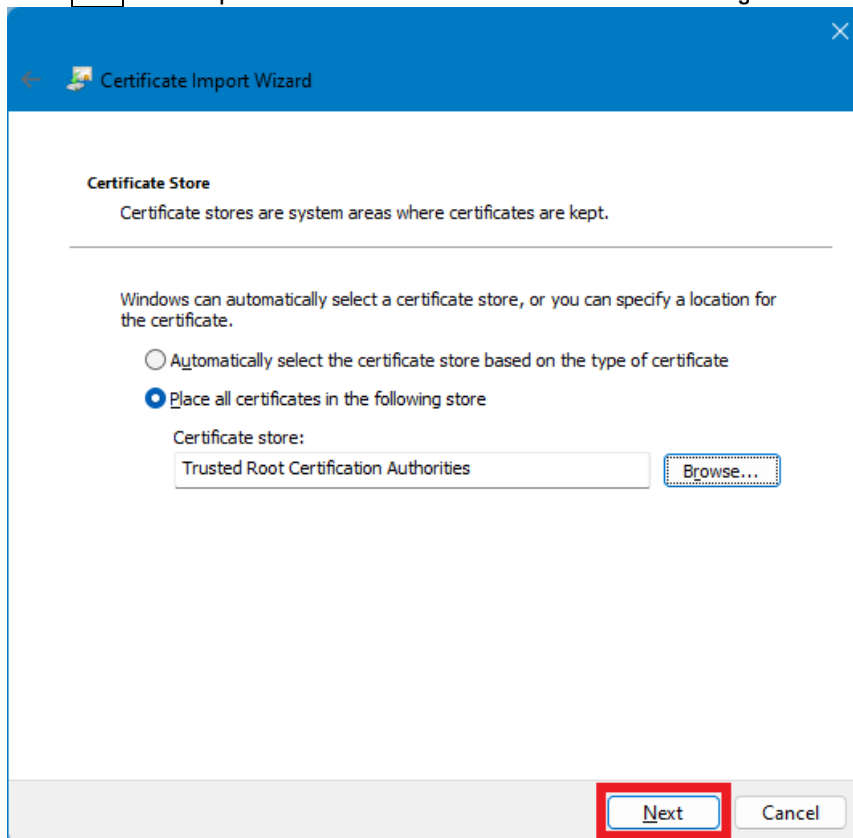 Certificate Import Wizard
Certificate Store
Certificate stores are system areas where certificates are kept.
Windows can automatically select a certificate store, or you can specify a location for
the certificate.
Automatically select the certificate store based on the type of certificate
Place all certificates in the following store
Certificate store:
Trusted Root Certification Authorities
Browse...
Next
Cancel